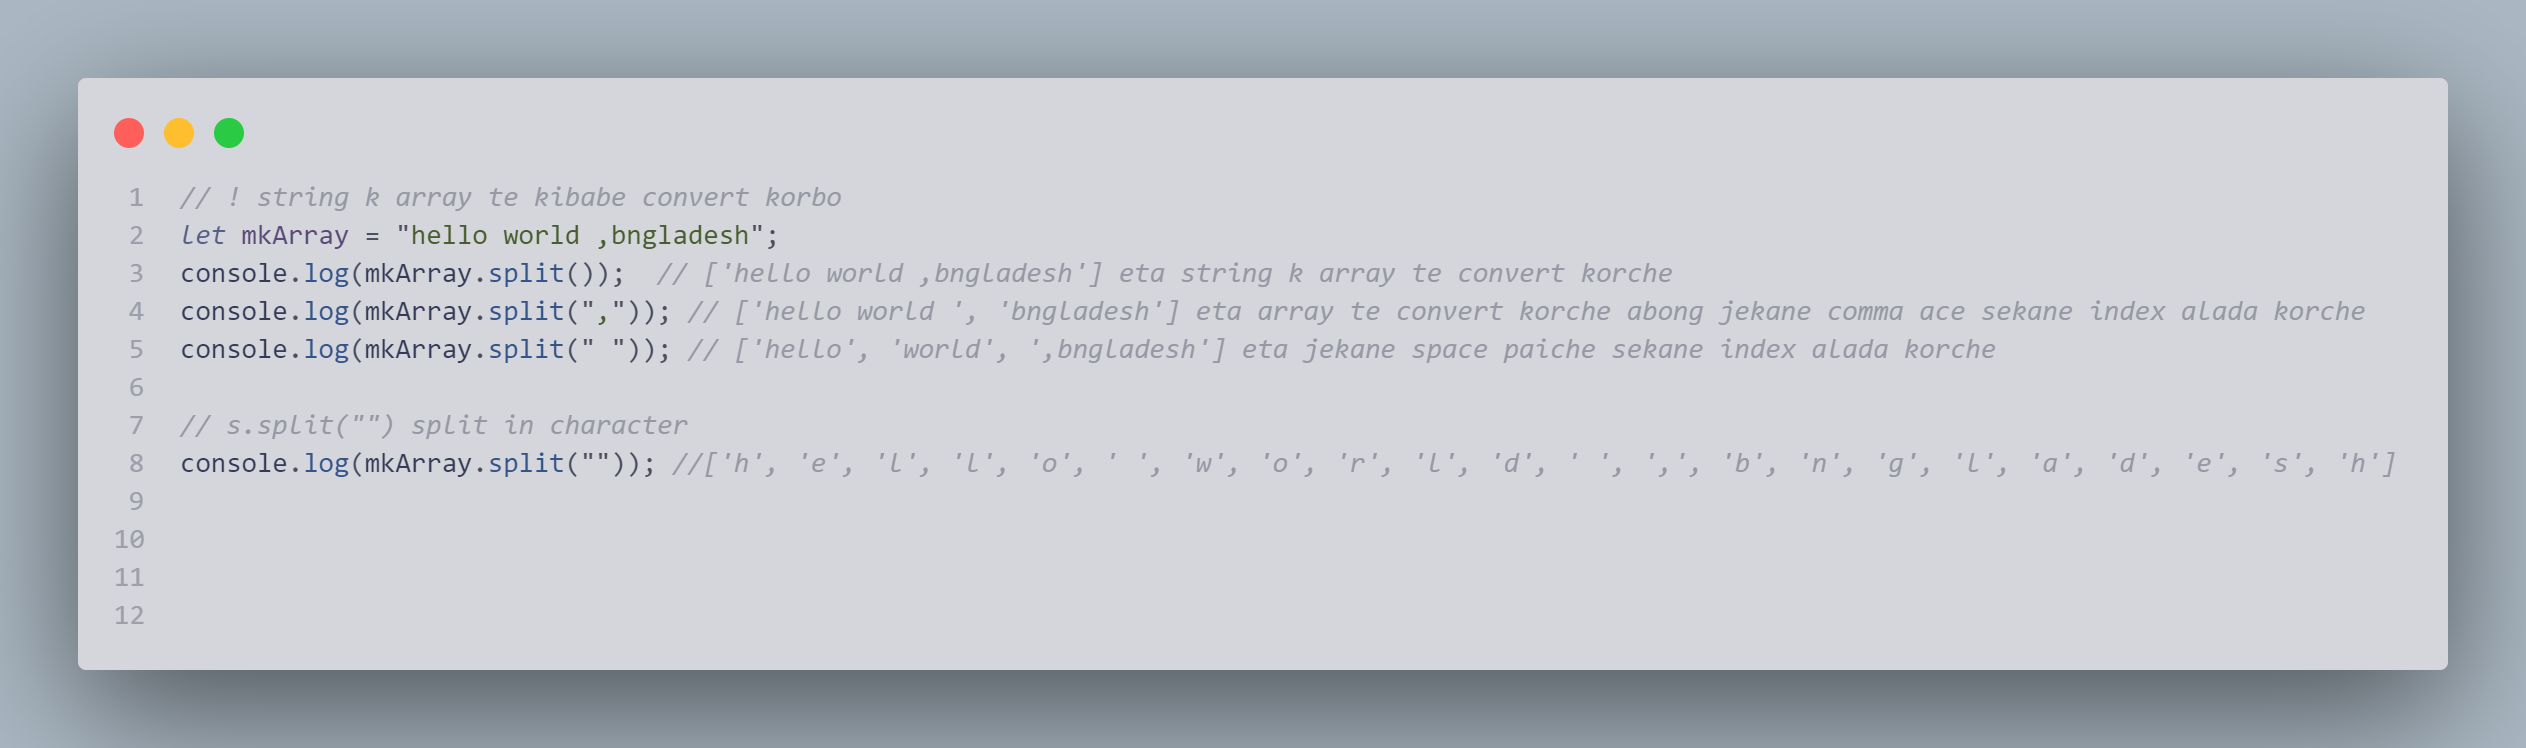 1 // ! string k array te kibabe convert korbo
2 let mkArray = "hello world ,bngladesh";
3 console.log(mkArray.split());  // ['hello world ,bngladesh'] eta string k array te convert korche
4 console.log(mkArray.split(",")); // ['hello world ', 'bngladesh'] eta array te convert korche abong jekane comma ace sekane index alada korche
5 console.log(mkArray.split(" ")); // ['hello', 'world', ',bngladesh'] eta jekane space paiche sekane index alada korche
6
7 // s.split("") split in character
8 console.log(mkArray.split("")); //['h', 'e', 'l', 'l', 'o', ' ', 'w', 'o', 'r', 'l', 'd', ' ', ',', 'b', 'n', 'g', 'l', 'a', 'd', 'e', 's', 'h']
9
10
11
12